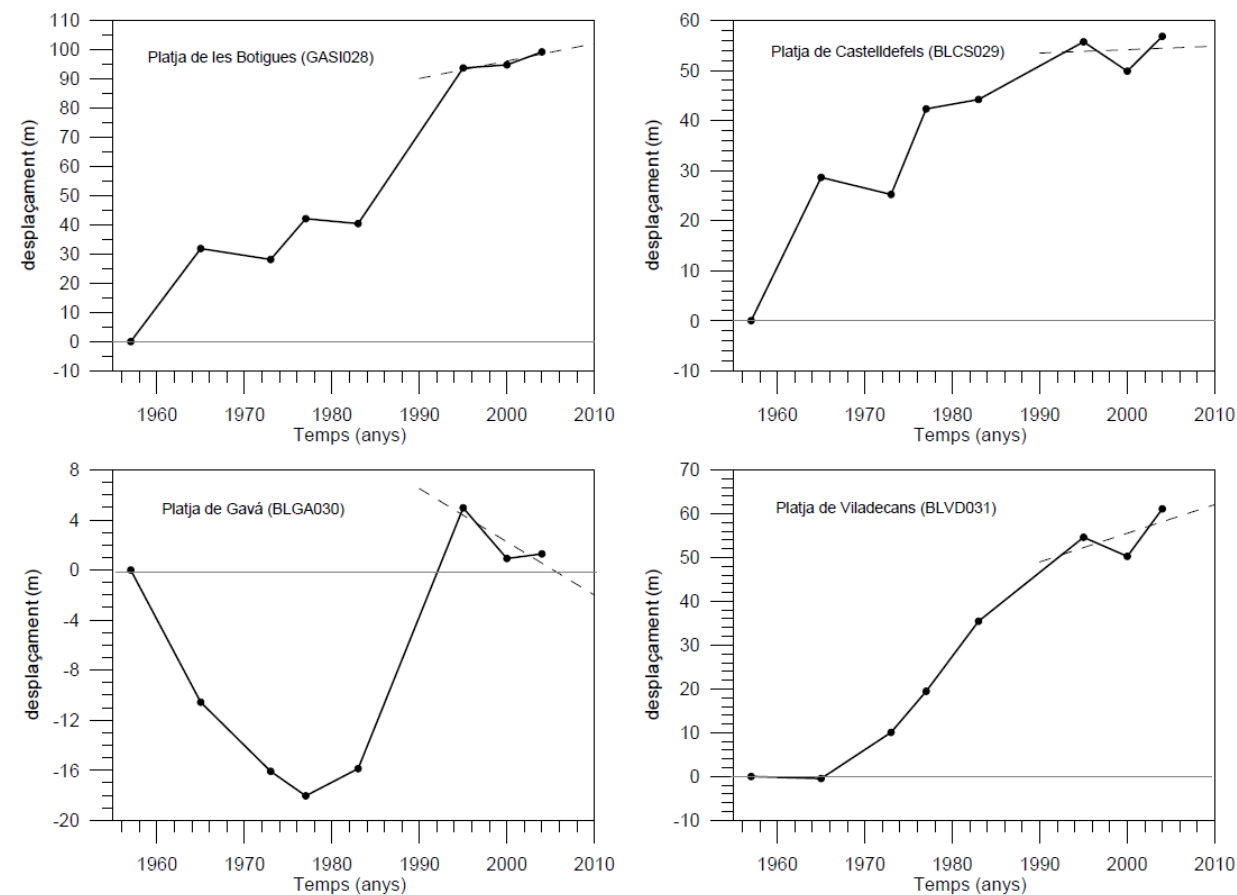 110
100
90
80
70
60
50
40
30
20
10
0
-10
desplaçament (m)
Platja de les Botigues (GASI028)
1960 1970 1980 1990 2000 2010
Temps (anys)
60
50
40
30
20
10
0
-10
desplaçament (m)
Platja de Castelldefels (BLCS029)
1960 1970 1980 1990 2000 2010
Temps (anys)
8
4
0
-4
-8
-12
-16
-20
desplaçament (m)
Platja de Gavá (BLGA030)
1960 1970 1980 1990 2000 2010
Temps (anys)
70
60
50
40
30
20
10
0
-10
desplaçament (m)
Platja de Viladecans (BLVD031)
1960 1970 1980 1990 2000 2010
Temps (anys)